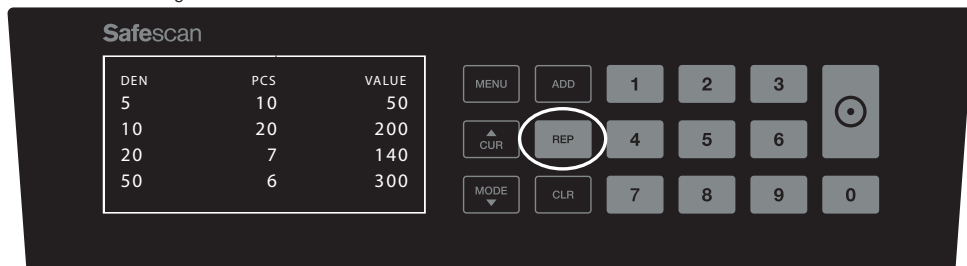 Safescan
DEN PCS VALUE
5 10 50
10 20 200
20 7 140
50 6 300
MENU ADD 1 2 3
CUR REP 4 5 6
MODE CLR 7 8 9 0